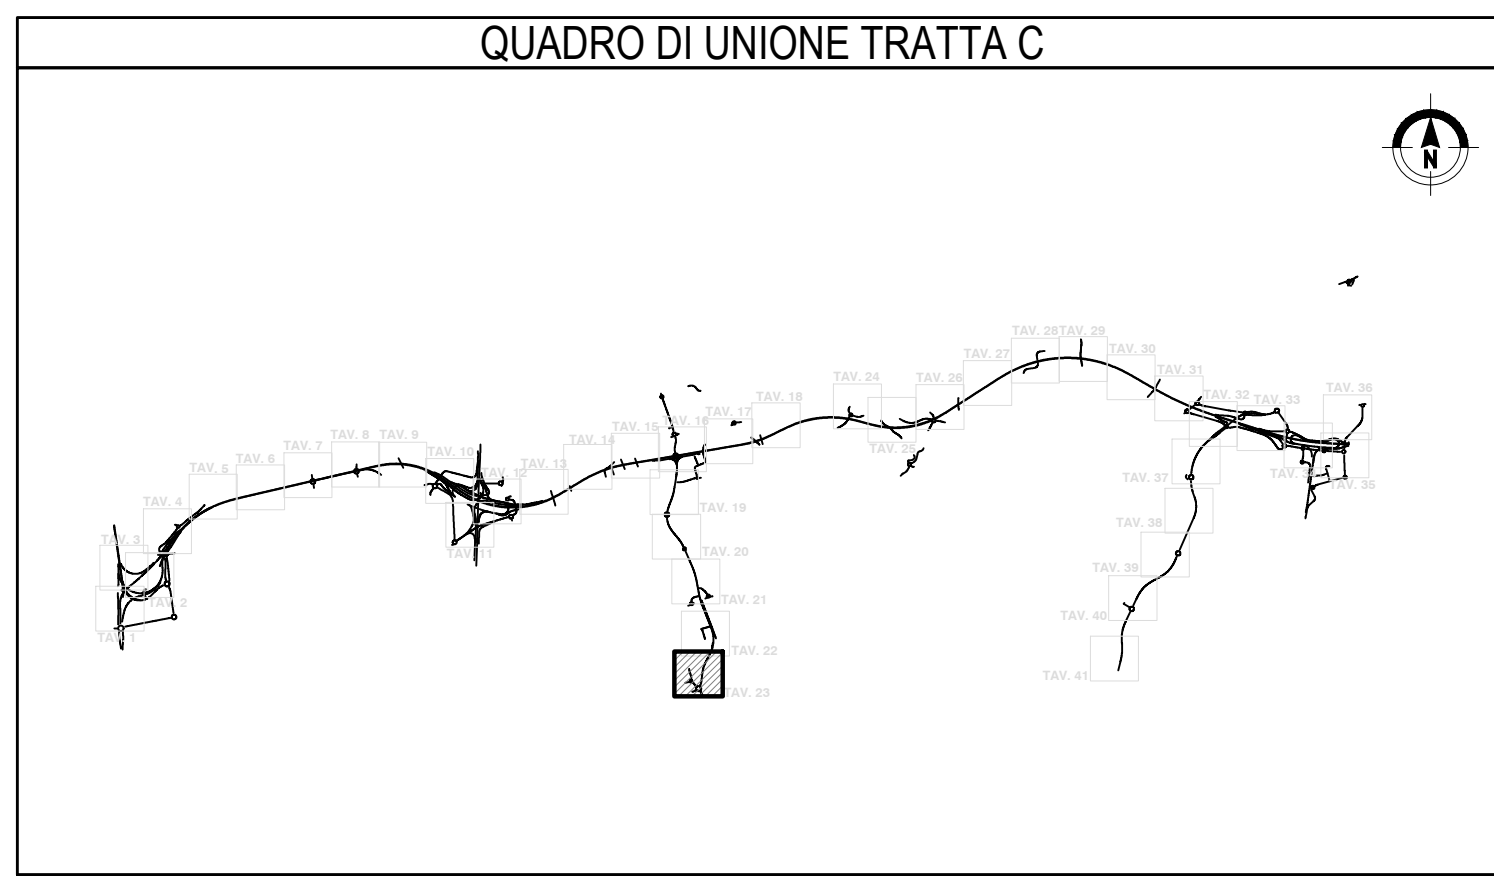 QUADRO DI UNIONE TRATTA C
N
TAV. 28
TAV. 29
TAV. 30
TAV. 27
TAV. 31
TAV. 24
TAV. 26
TAV. 36
TAV. 18
TAV. 32
TAV. 33
TAV. 17
TAV. 16
TAV. 15
TAV. 25
TAV. 14
TAV. 8
TAV. 9
TAV. 7
TAV. 10
TAV. 13
TAV. 6
TAV. 5
TAV. 12
TAV. 37
TAV. 35
TAV. 4
TAV. 19
TAV. 38
TAV. 3
TAV. 11
TAV. 20
TAV. 39
TAV. 2
TAV. 21
TAV. 40
TAV. 1
TAV. 22
TAV. 41
TAV. 23